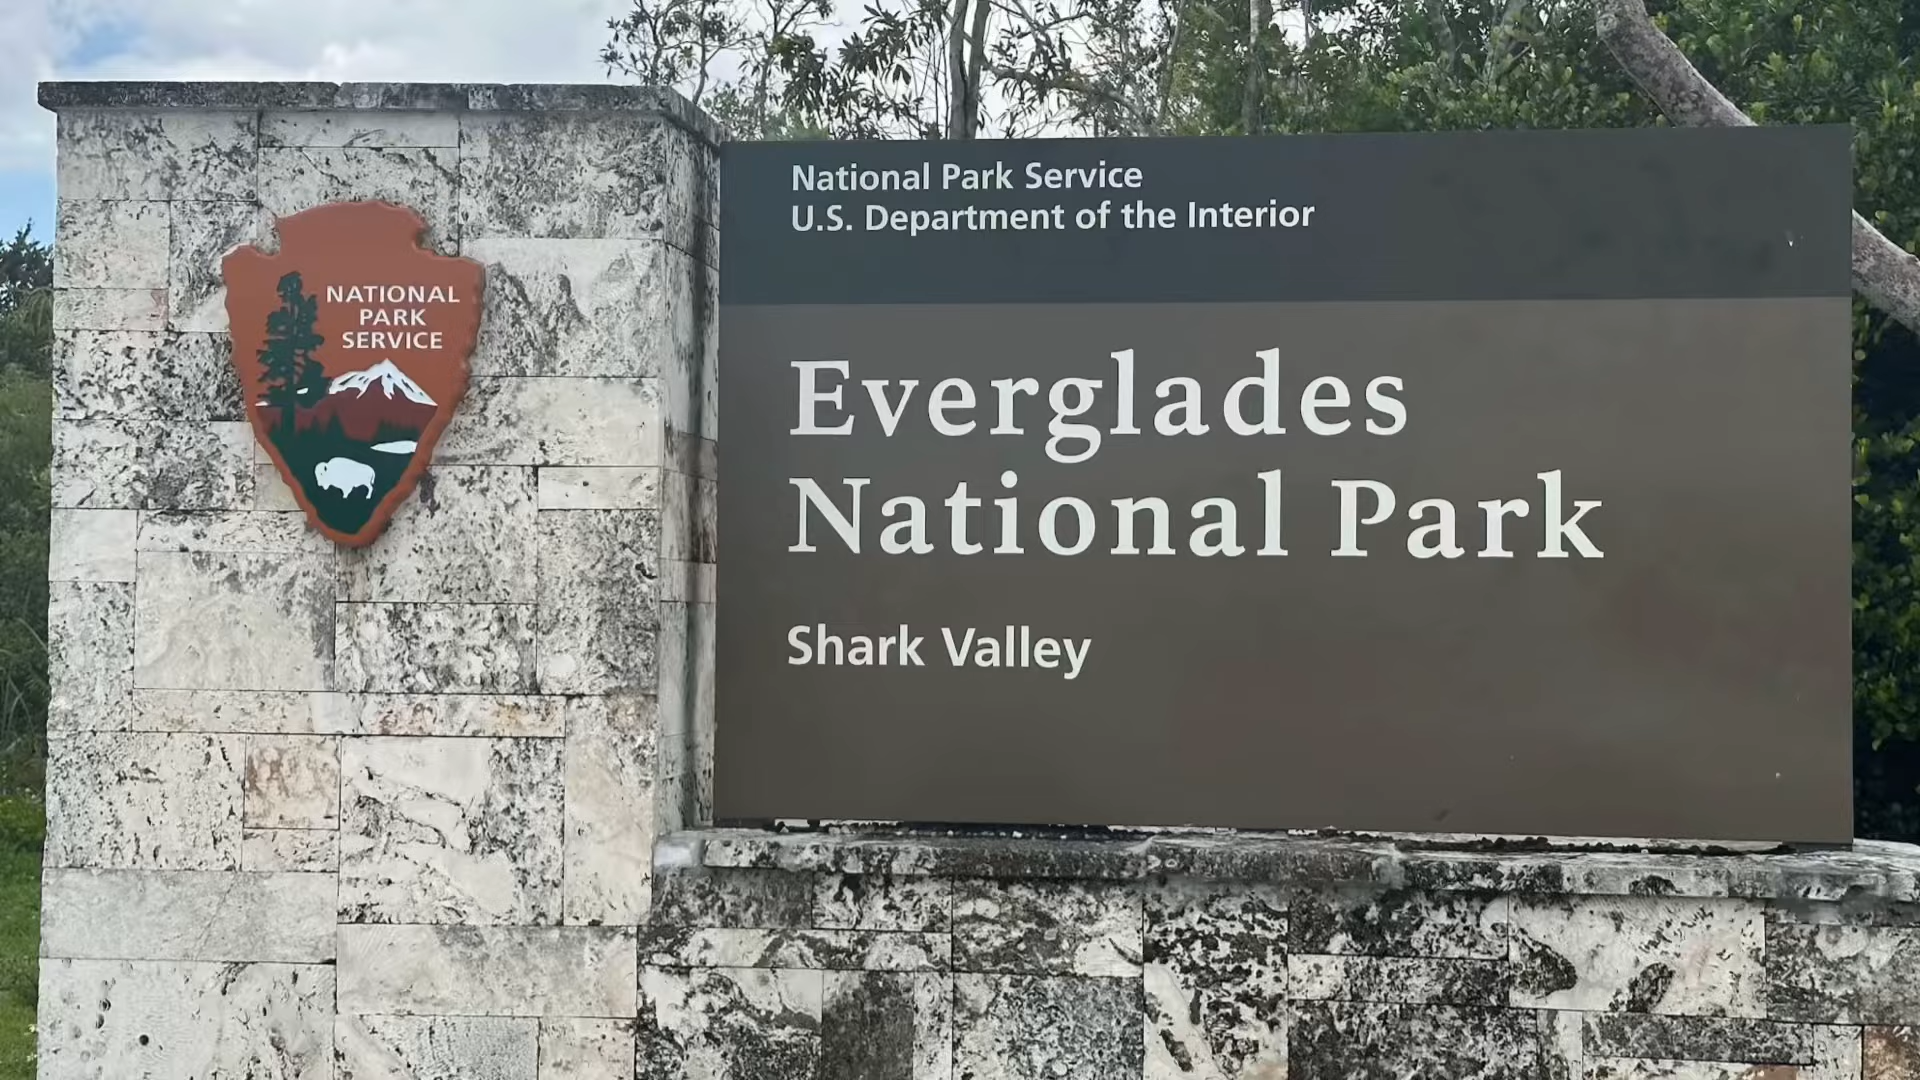 NATIONAL
PARK
SERVICE
National Park Service
U.S. Department of the Interior
Everglades
National Park
Shark Valley